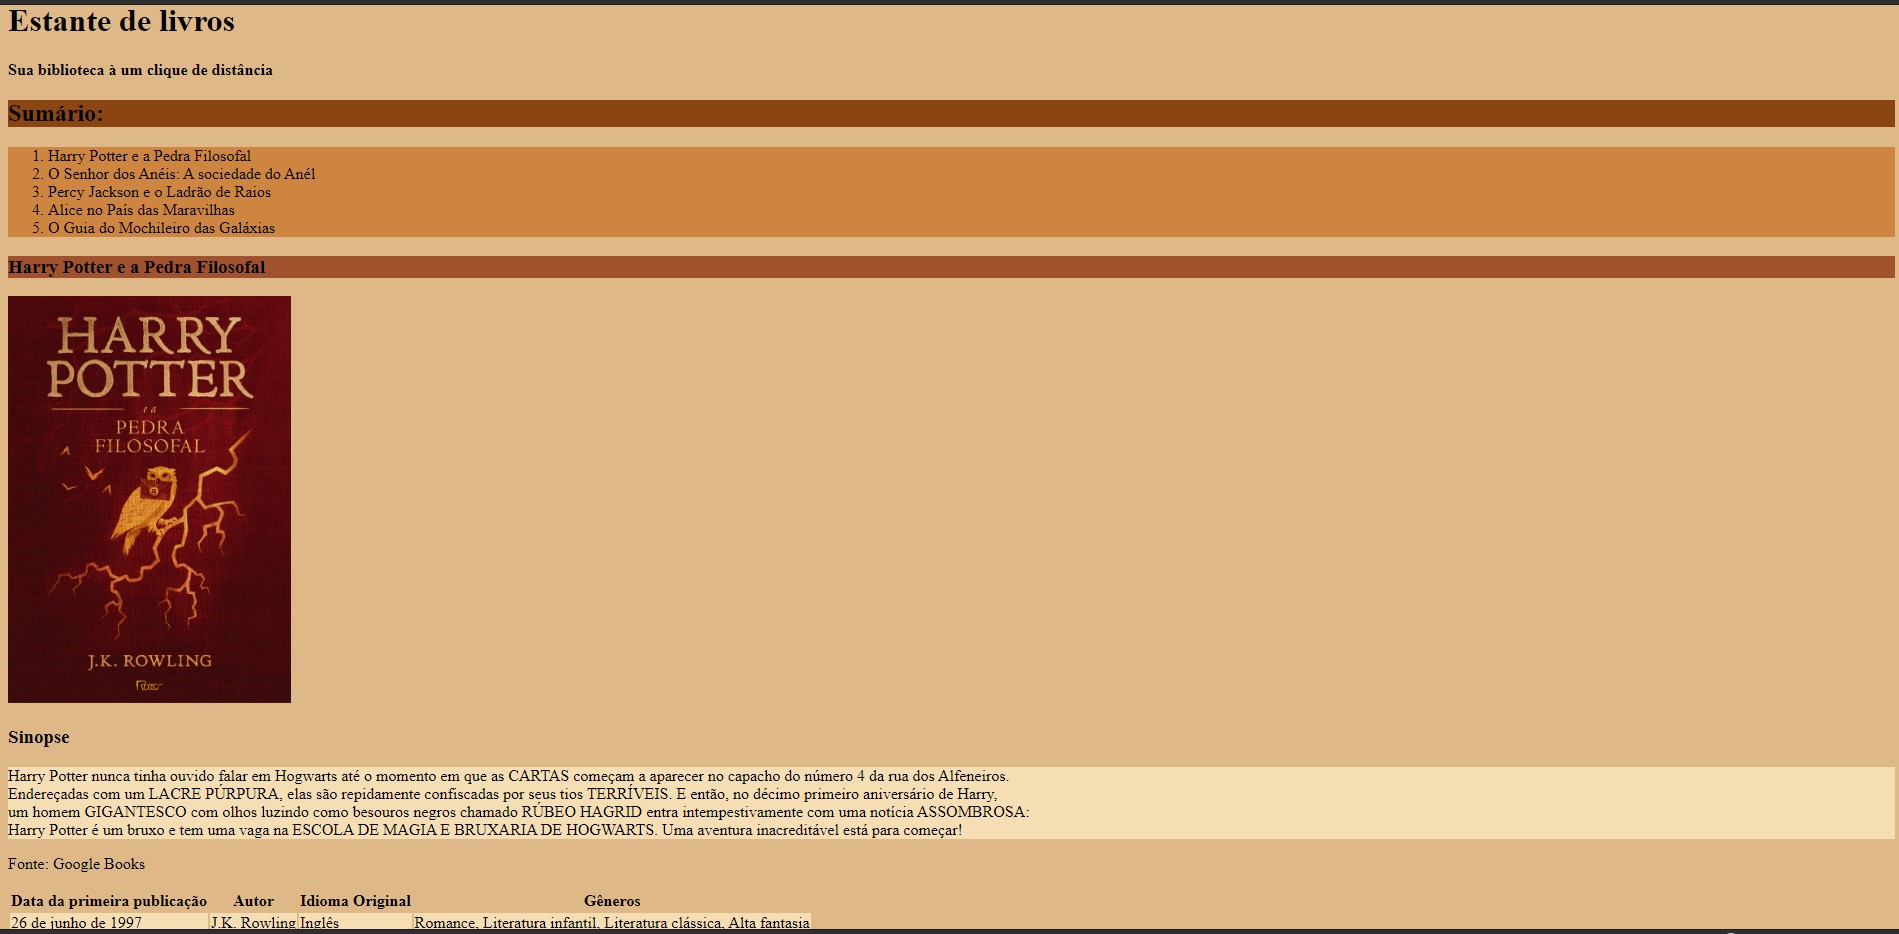 Estante de livros
Sua biblioteca à um clique de distância
Sumário:
1. Harry Potter e a Pedra Filosofal
2. O Senhor dos Anéis: A sociedade do Anél
3. Percy Jackson e o Ladrão de Raios
4. Alice no País das Maravilhas
5. O Guia do Mochileiro das Galáxias
Harry Potter e a Pedra Filosofal
HARRY
POTTER
e a
PEDRA
FILOSOFAL
J.K. ROWLING
Sinopse
Harry Potter nunca tinha ouvido falar em Hogwarts até o momento em que as CARTAS começam a aparecer no capacho do número 4 da rua dos Alfeneiros.
Endereçadas com um LACRE PÚRPURA, elas são repidamente confiscadas por seus tios TERRÍVEIS. E então, no décimo primeiro aniversário de Harry,
um homem GIGANTESCO com olhos luzindo como besouros negros chamado RÚBEO HAGRID entra intempestivamente com uma notícia ASSOMBROSA:
Harry Potter é um bruxo e tem uma vaga na ESCOLA DE MAGIA E BRUXARIA DE HOGWARTS. Uma aventura inacreditável está para começar!
Fonte: Google Books
Data da primeira publicação Autor Idioma Original Gêneros
26 de junho de 1997 J.K. Rowling Inglês Romance, Literatura infantil, Literatura clássica, Alta fantasia